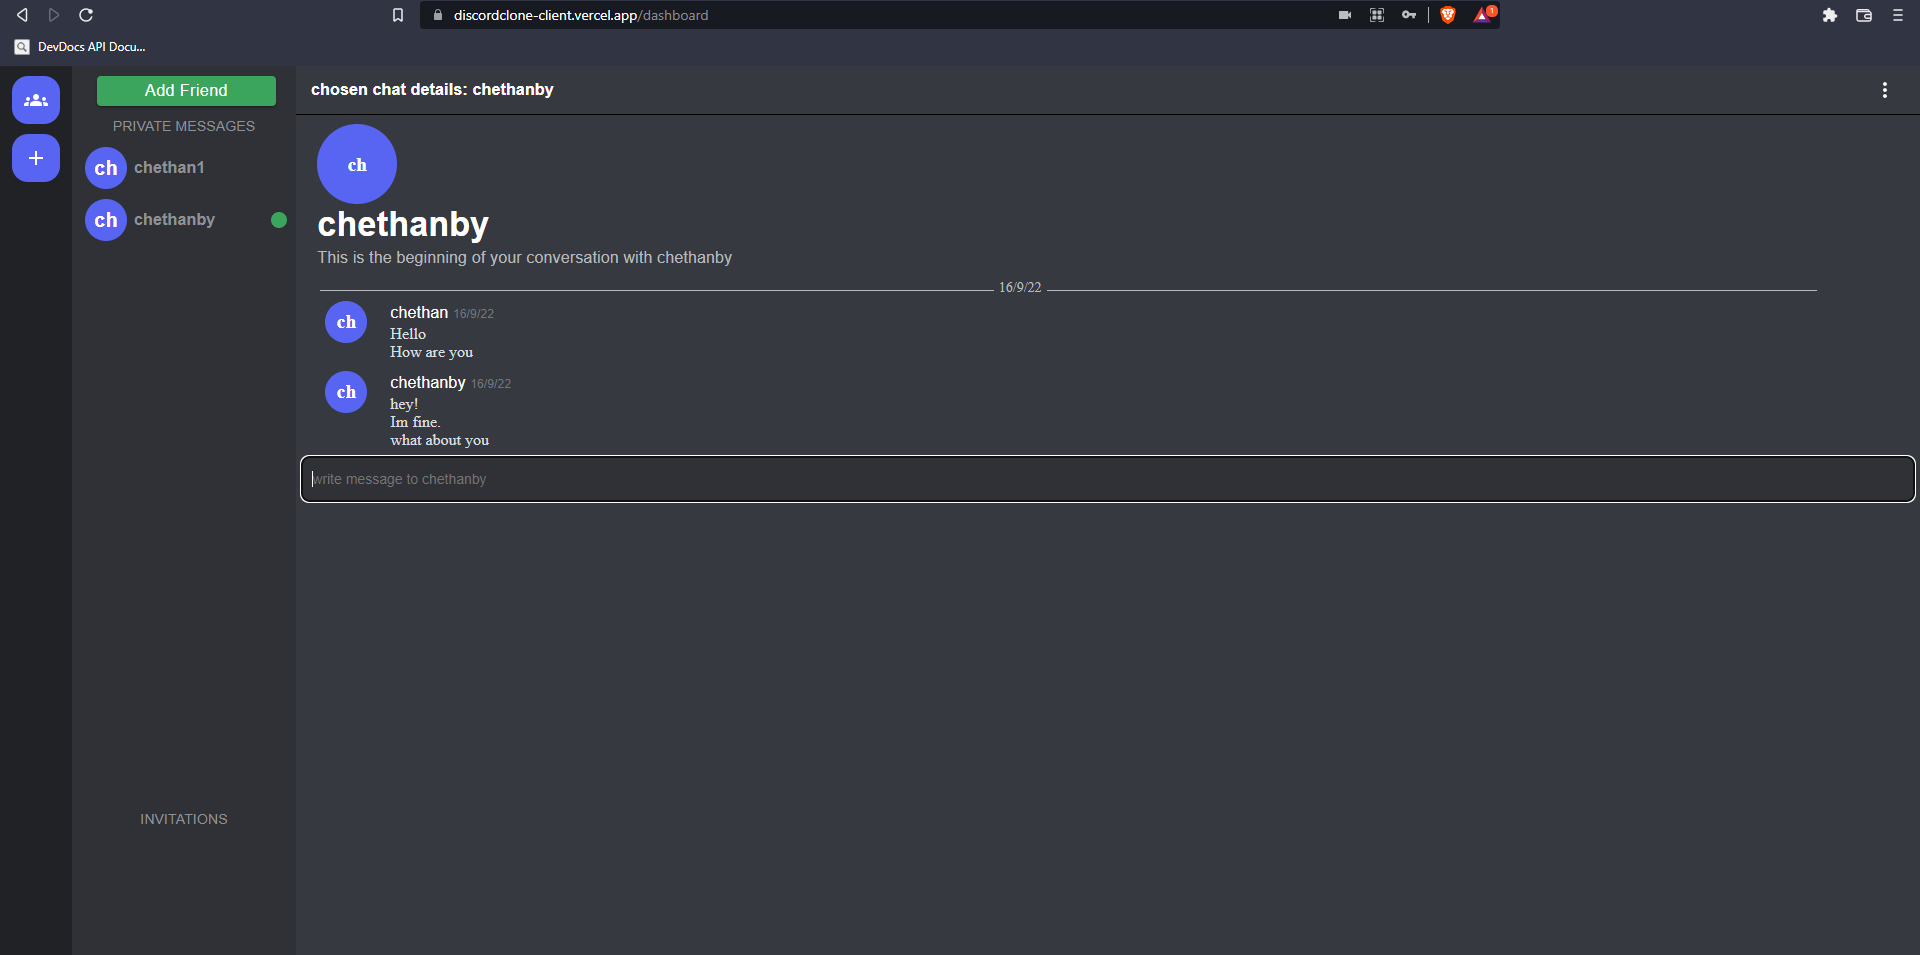 discordclone-client.vercel.app/dashboard
1
DevDocs API Docu...
Add Friend
PRIVATE MESSAGES
ch chethan1
ch chethanby
INVITATIONS
chosen chat details: chethanby
ch
chethanby
This is the beginning of your conversation with chethanby
16/9/22
ch
chethan 16/9/22
Hello
How are you
ch
chethanby 16/9/22
hey!
Im fine.
what about you
write message to chethanby